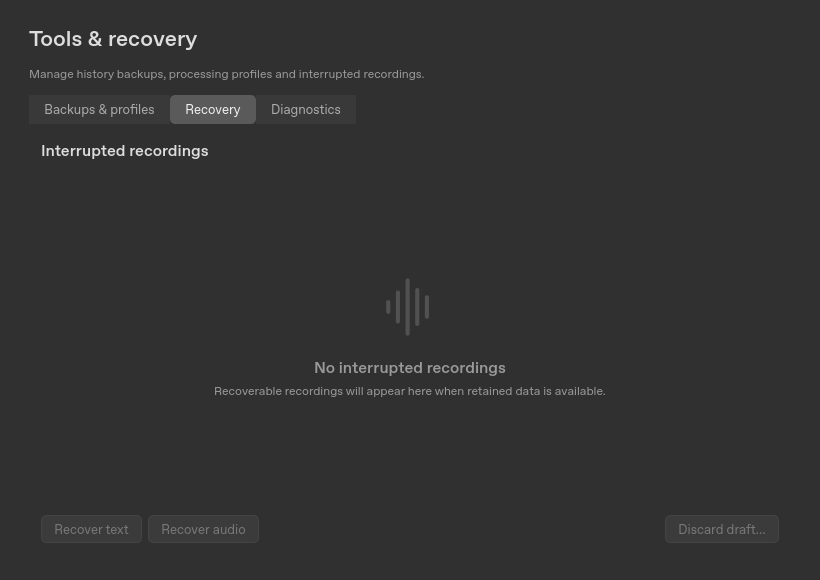 Tools & recovery
Manage history backups, processing profiles and interrupted recordings.
Backups & profiles
Recovery
Diagnostics
Interrupted recordings
No interrupted recordings
Recoverable recordings will appear here when retained data is available.
Recover text
Recover audio
Discard draft...